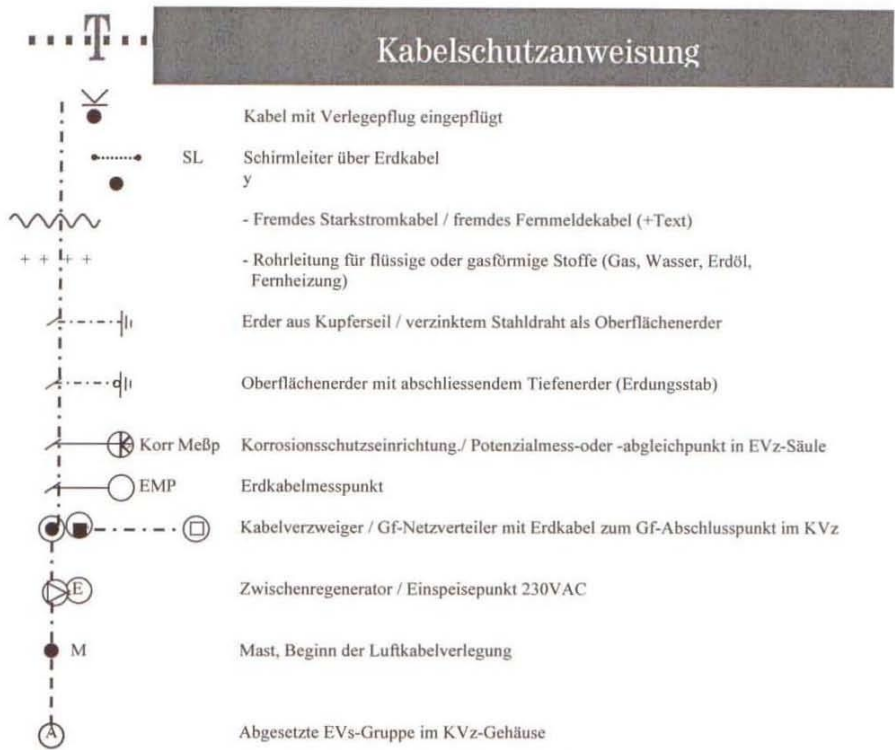 T
Kabelschutzanweisung
Kabel mit Verlegepflug eingepflügt
SL Schirmleiter über Erdkabel
y
- Fremdes Starkstromkabel / fremdes Fernmeldekabel (+Text)
+ + + + - Rohrleitung für flüssige oder gasförmige Stoffe (Gas, Wasser, Erdöl,
Fernheizung)
Erder aus Kupferseil / verzinktem Stahldraht als Oberflächenerder
Oberflächenerder mit abschliessendem Tiefenerder (Erdungsstab)
K Korr Meßp Korrosionsschutzseinrichtung./ Potenzialmess-oder -abgleichpunkt in EVz-Säule
EMP Erdkabelmesspunkt
Kabelverzweiger / Gf-Netzverteiler mit Erdkabel zum Gf-Abschlusspunkt im KVz
E Zwischenregenerator / Einspeisepunkt 230VAC
M Mast, Beginn der Luftkabelverlegung
A Abgesetzte EVs-Gruppe im KVz-Gehäuse